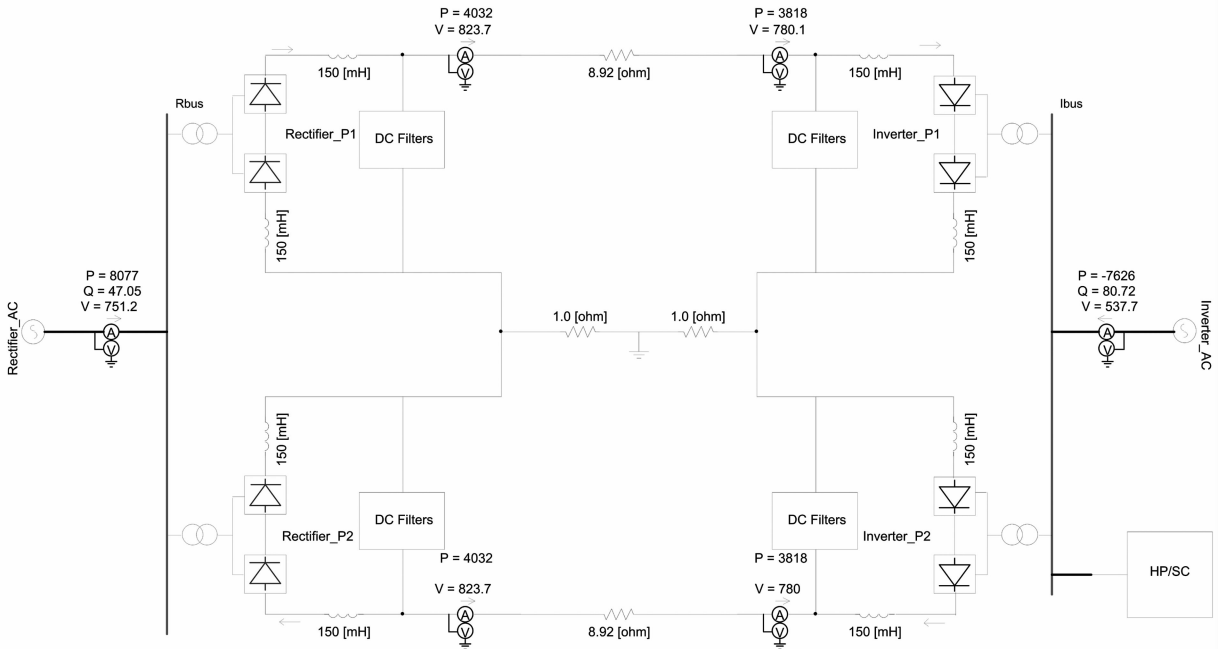 P = 4032
V = 823.7
P = 3818
V = 780.1
A
V
A
V
150 [mH]
8.92 [ohm]
150 [mH]
Rbus
Ibus
Rectifier_P1
DC Filters
DC Filters
Inverter_P1
150 [mH]
150 [mH]
P = 8077
Q = 47.05
V = 751.2
P = -7626
Q = 80.72
V = 537.7
Rectifier_AC
S
A
V
1.0 [ohm]
1.0 [ohm]
A
V
S
Inverter_AC
150 [mH]
150 [mH]
DC Filters
DC Filters
Rectifier_P2
Inverter_P2
P = 4032
V = 823.7
P = 3818
V = 780
HP/SC
A
V
A
V
150 [mH]
8.92 [ohm]
150 [mH]